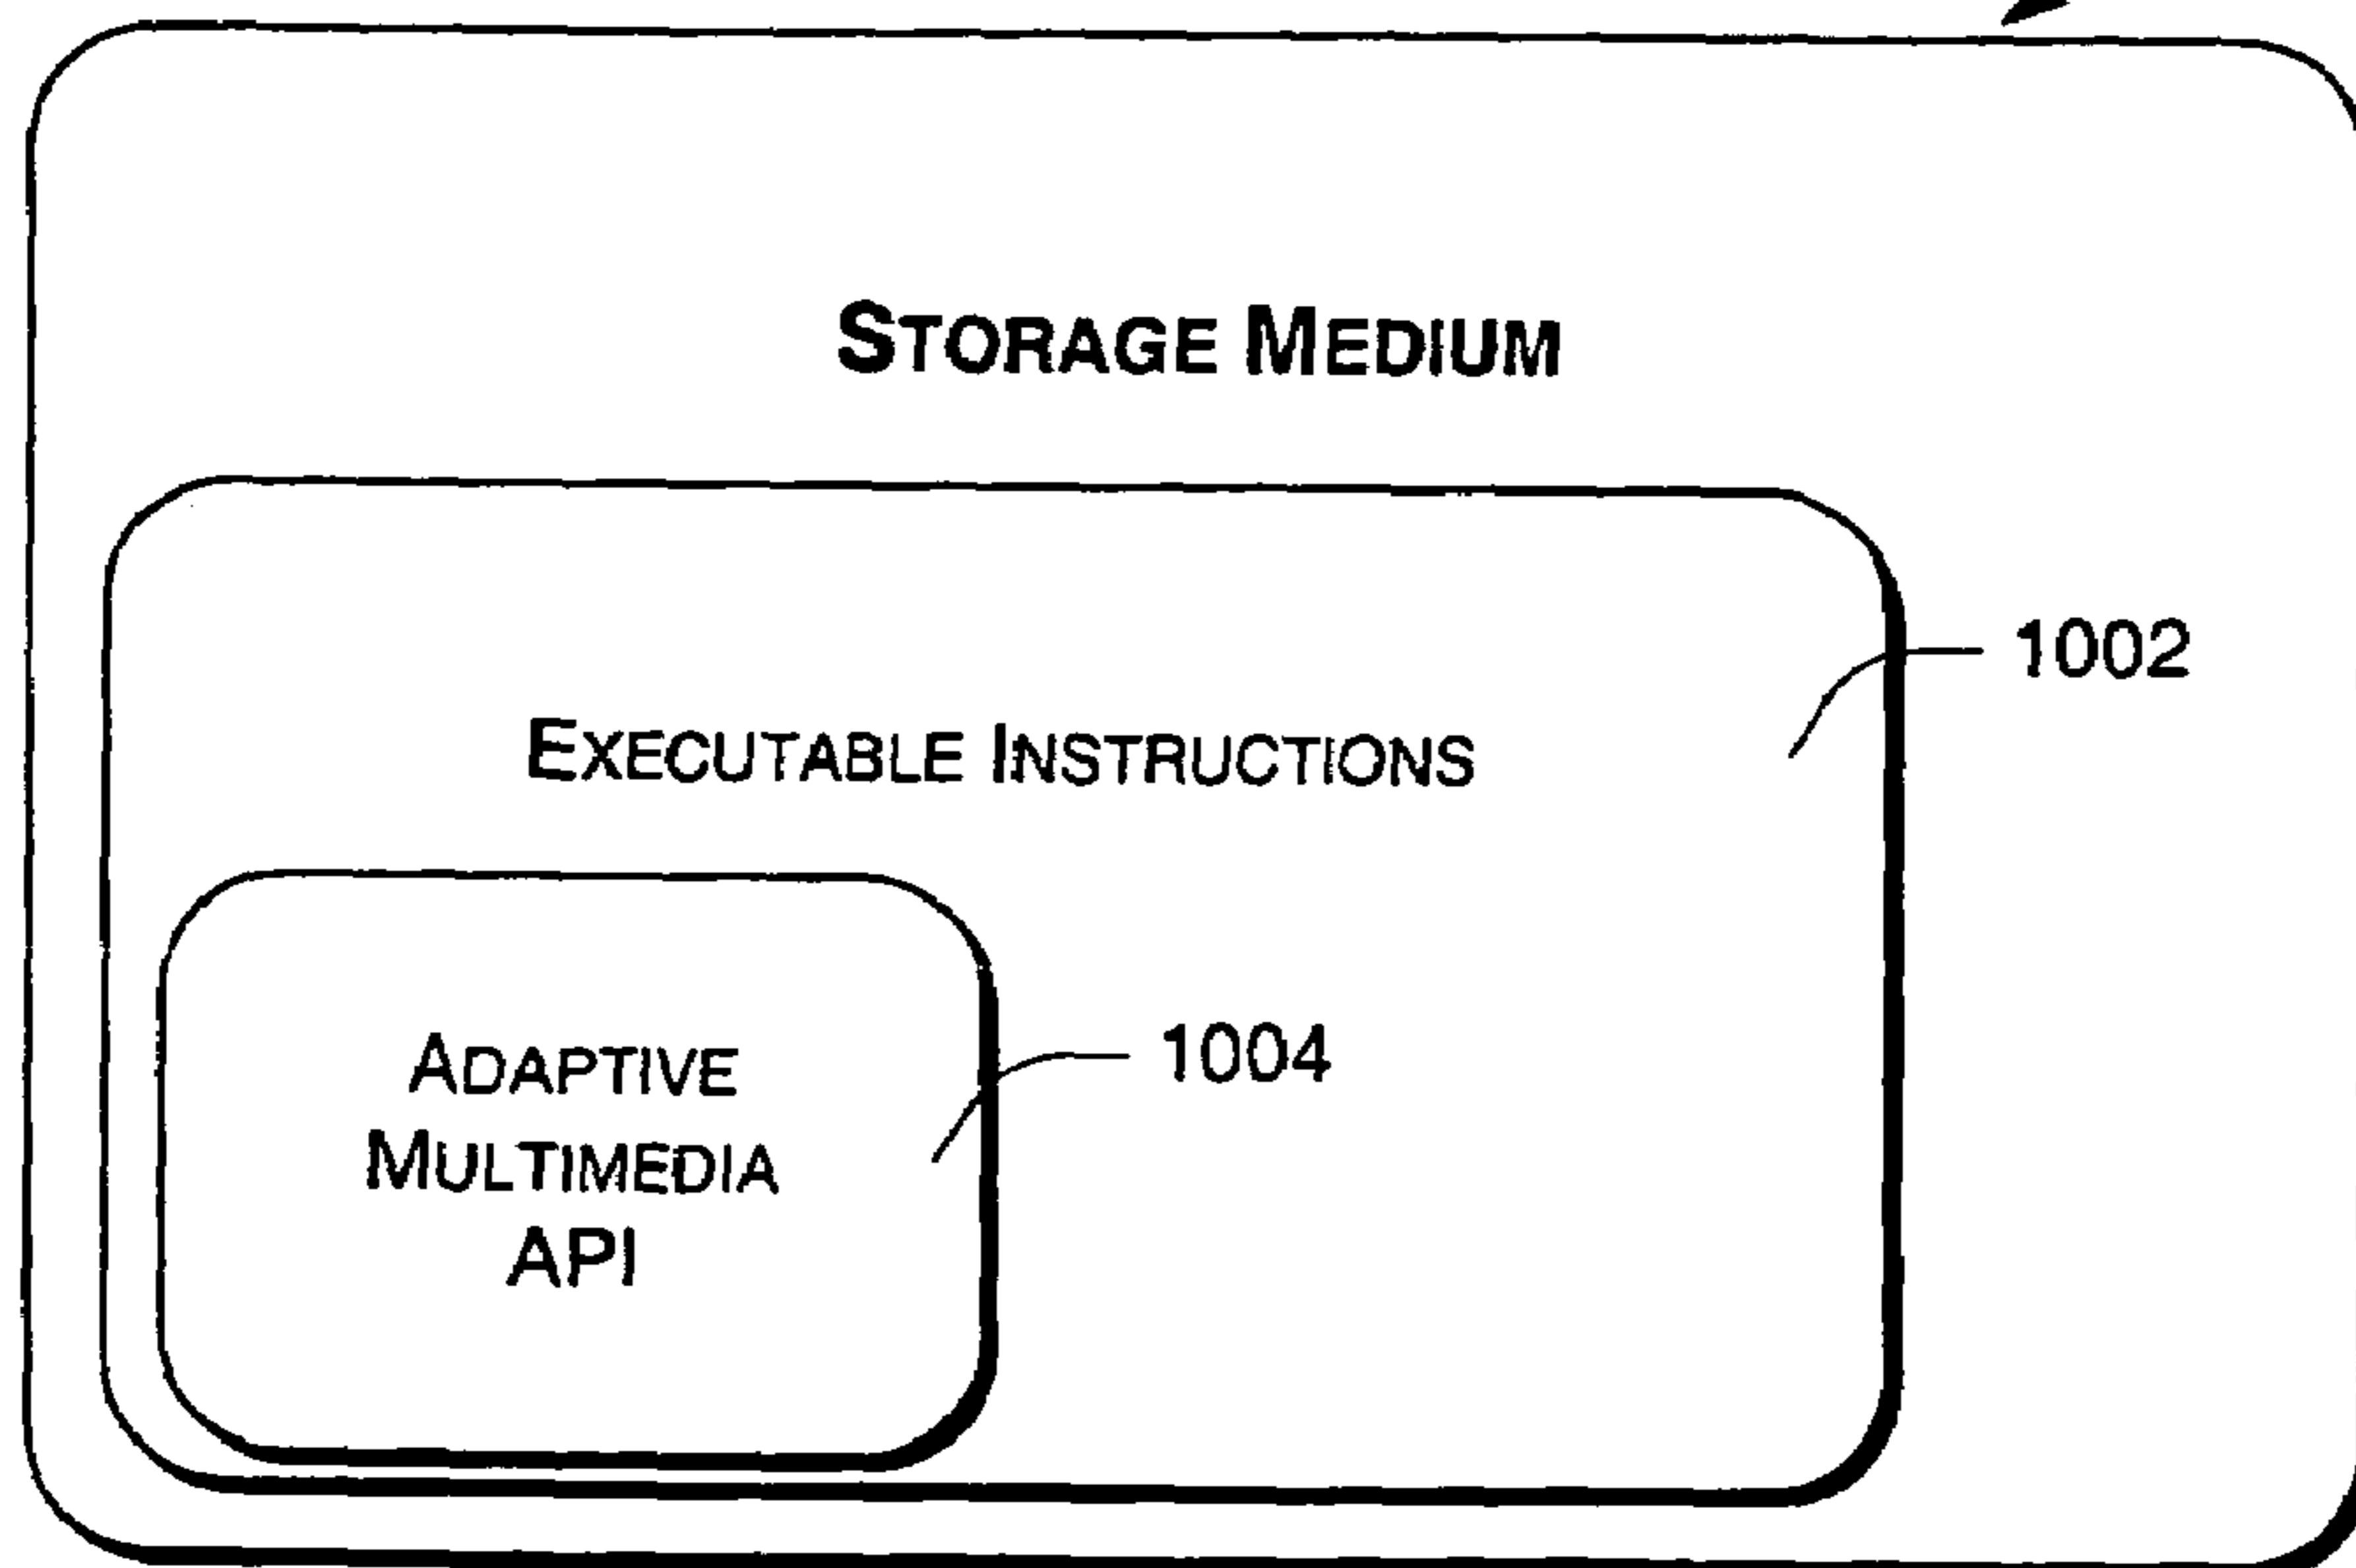 STORAGE MEDIUM
1002
EXECUTABLE INSTRUCTIONS
1004
ADAPTIVE
MULTIMEDIA
API